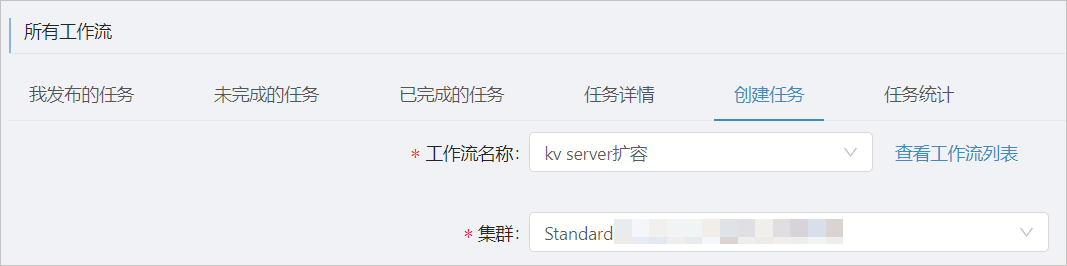 所有工作流
我发布的任务 未完成的任务 已完成的任务 任务详情 创建任务 任务统计
* 工作流名称: kv server扩容 查看工作流列表
* 集群: Standard